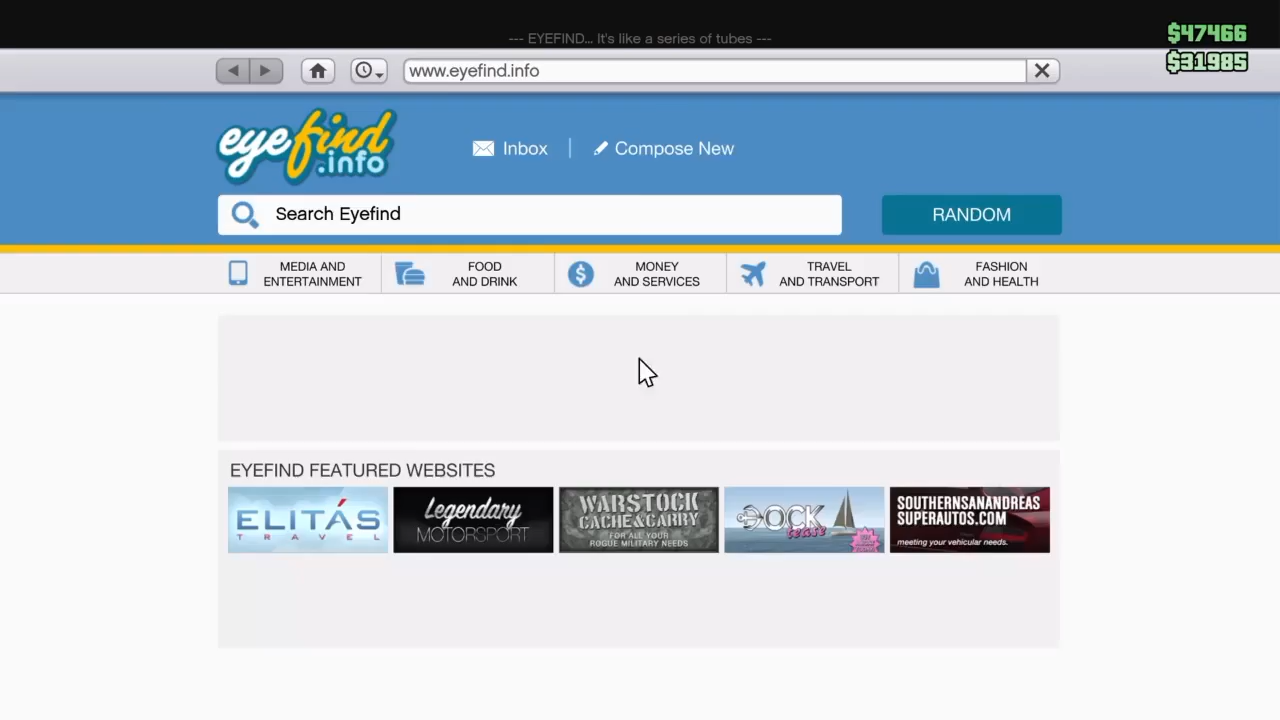 --- EYEFIND... It's like a series of tubes ---
$47466
$31985
www.eyefind.info
eyefind
.info
Inbox
Compose New
Search Eyefind
RANDOM
MEDIA AND
ENTERTAINMENT
FOOD
AND DRINK
MONEY
AND SERVICES
TRAVEL
AND TRANSPORT
FASHION
AND HEALTH
EYEFIND FEATURED WEBSITES
ELITÁS
TRAVEL
Legendary
MOTORSPORT
WARSTOCK
CACHE&CARRY
FOR ALL YOUR
ROGUE MILITARY NEEDS
DOCK
tease
SOUTHERNSANANDREAS
SUPERAUTOS.COM
meeting your vehicular needs.